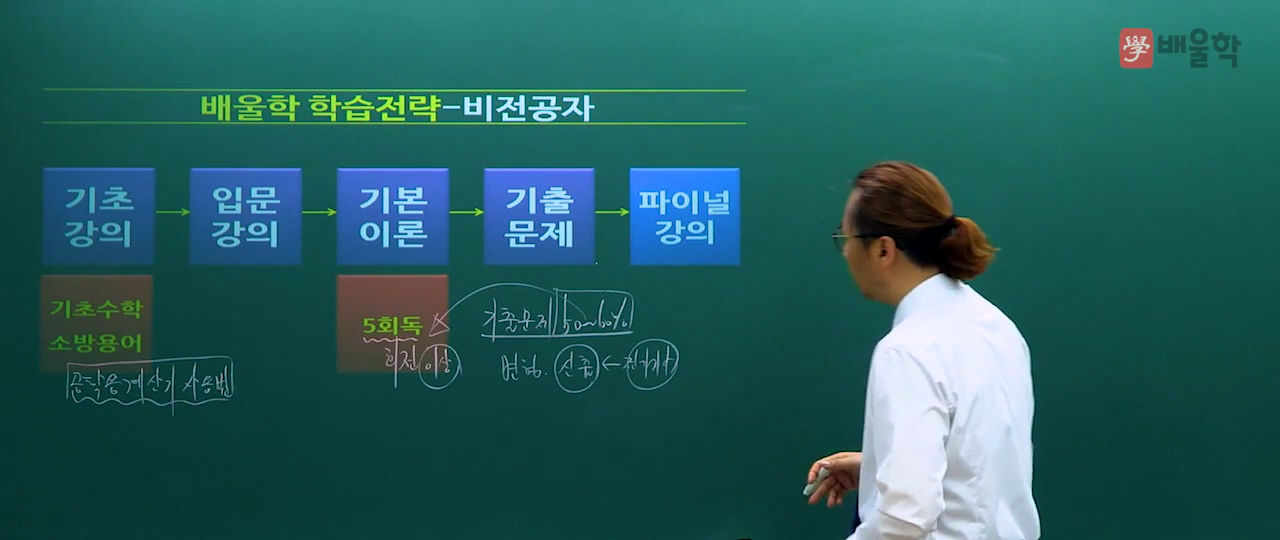 學 배울학
배울학 학습전략-비전공자
기초
강의
입문
강의
기본
이론
기출
문제
파이널
강의
기초수학
소방용어
5회독
기출문제 50~60%
회전 이상
변형. 신출 ←
공학용계산기 사용법